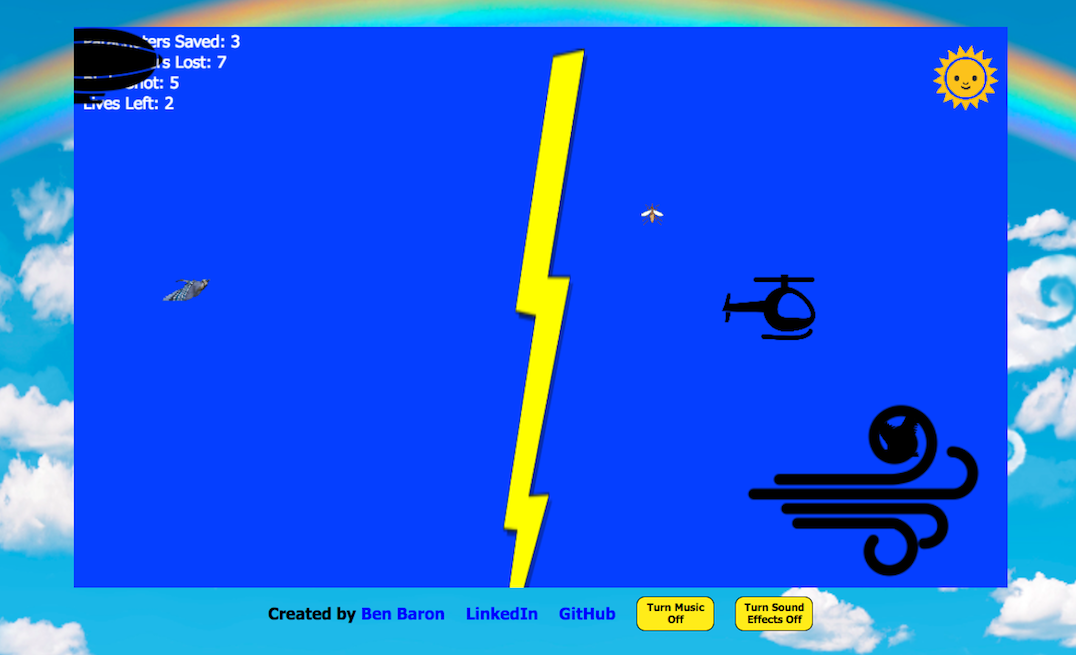 ters Saved: 3
s Lost: 7
Shot: 5
Lives Left: 2
Created by Ben Baron LinkedIn GitHub
Turn Music
Off
Turn Sound
Effects Off